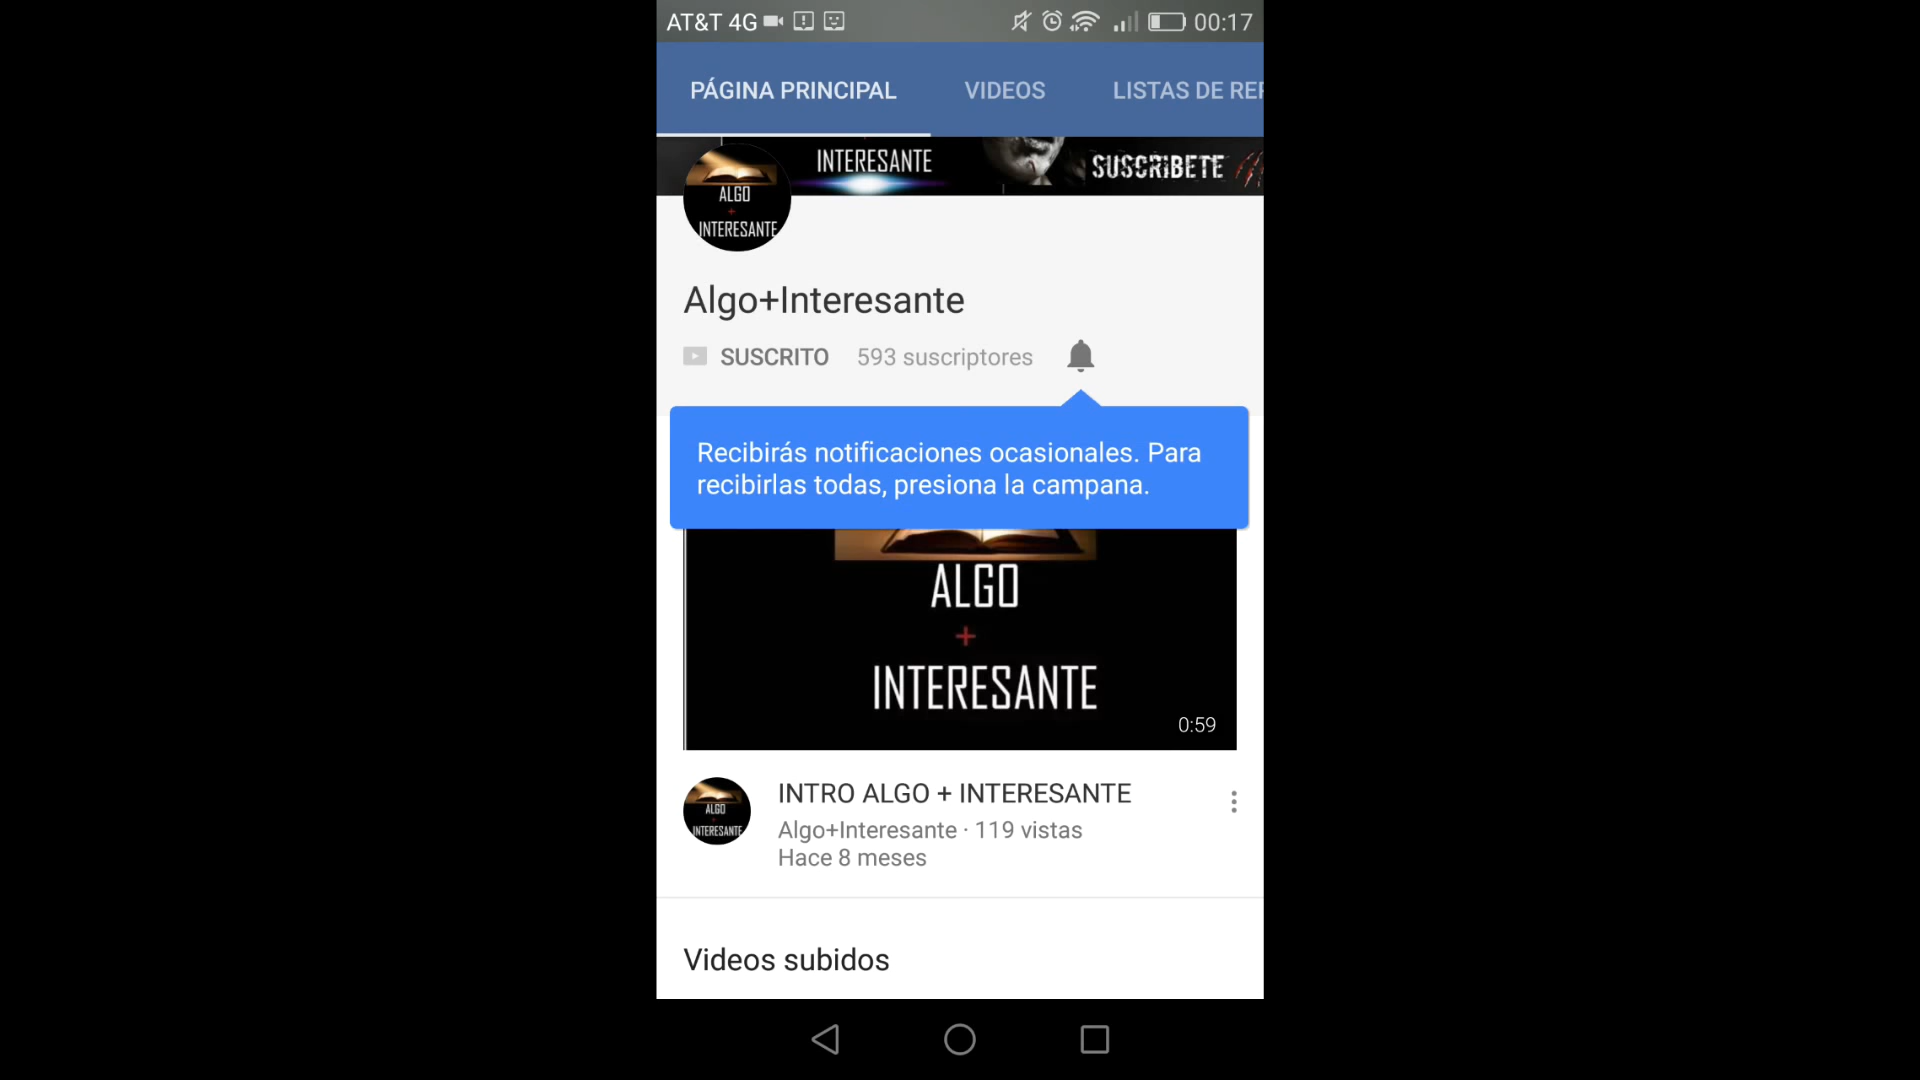 AT&T 4G 00:17
PÁGINA PRINCIPAL VIDEOS LISTAS DE REP
INTERESANTE SUSCRIBETE
ALGO
+
INTERESANTE
Algo+Interesante
SUSCRITO 593 suscriptores
Recibirás notificaciones ocasionales. Para
recibirlas todas, presiona la campana.
ALGO
+
INTERESANTE
0:59
ALGO
INTERESANTE
INTRO ALGO + INTERESANTE
Algo+Interesante · 119 vistas
Hace 8 meses
Videos subidos